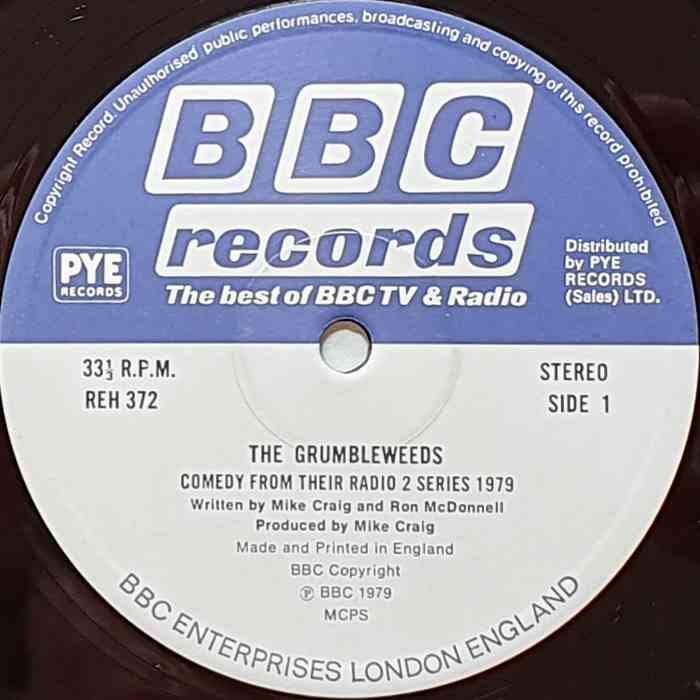 Copyright Record. Unauthorised public performances, broadcasting and copying of this record prohibited
BBC
records
The best of BBC TV & Radio
PYE
RECORDS
Distributed
by PYE
RECORDS
(Sales) LTD.
33⅓ R.P.M.
REH 372
STEREO
SIDE 1
THE GRUMBLEWEEDS
COMEDY FROM THEIR RADIO 2 SERIES 1979
Written by Mike Craig and Ron McDonnell
Produced by Mike Craig
Made and Printed in England
BBC Copyright
℗ BBC 1979
MCPS
BBC ENTERPRISES LONDON ENGLAND